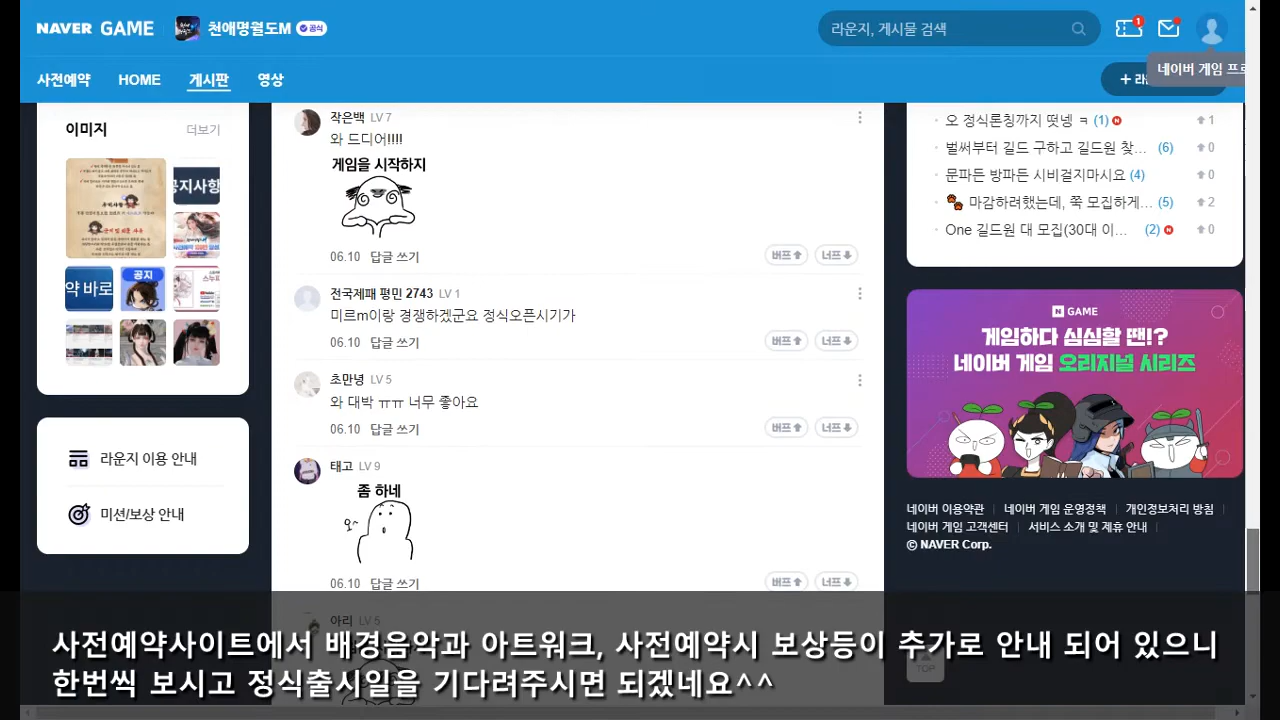 NAVER GAME 천애명월도M 공식 라운지, 게시물 검색 1
사전예약 HOME 게시판 영상
네이버 게임 프로
이미지 더보기
공지사항
약 바로
공지
라운지 이용 안내
미션/보상 안내
작은백 LV 7
와 드디어!!!!
게임을 시작하지
06.10 답글 쓰기 버프 너프
전국제패 평민 2743 LV 1
미르m이랑 경쟁하겠군요 정식오픈시기가
06.10 답글 쓰기 버프 너프
초만녕 LV 5
와 대박 ㅠㅠ 너무 좋아요
06.10 답글 쓰기 버프 너프
태고 LV 9
좀 하네
오~
06.10 답글 쓰기 버프 너프
아리 LV 5
오 정식론칭까지 떳넹 ㅋ (1) N 1
벌써부터 길드 구하고 길드원 찾... (6) 0
문파든 방파든 시비걸지마시요 (4) 0
마감하려했는데, 쭉 모집하게... (5) 2
One 길드원 대 모집(30대 이... (2) N 0
N GAME
게임하다 심심할 땐!?
네이버 게임 오리지널 시리즈
네이버 이용약관 네이버 게임 운영정책 개인정보처리 방침
네이버 게임 고객센터 서비스 소개 및 제휴 안내
© NAVER Corp.
TOP
사전예약사이트에서 배경음악과 아트워크, 사전예약시 보상등이 추가로 안내 되어 있으니
한번씩 보시고 정식출시일을 기다려주시면 되겠네요^^